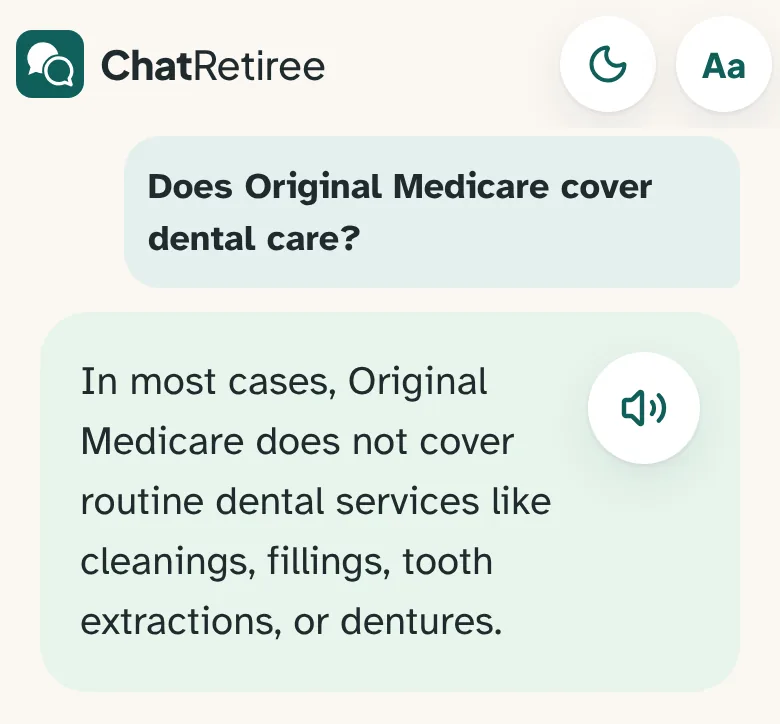 ChatRetiree
Aa
Does Original Medicare cover
dental care?
In most cases, Original
Medicare does not cover
routine dental services like
cleanings, fillings, tooth
extractions, or dentures.